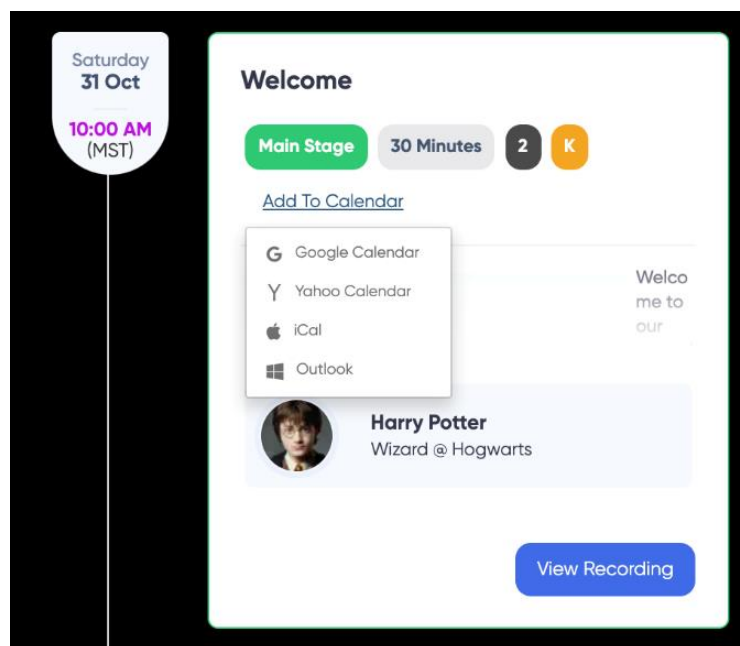 Saturday
31 Oct
10:00 AM
(MST)
Welcome
Main Stage 30 Minutes 2 K
Add To Calendar
Google Calendar
Yahoo Calendar
iCal
Outlook
Welco
me to
our
Harry Potter
Wizard @ Hogwarts
View Recording